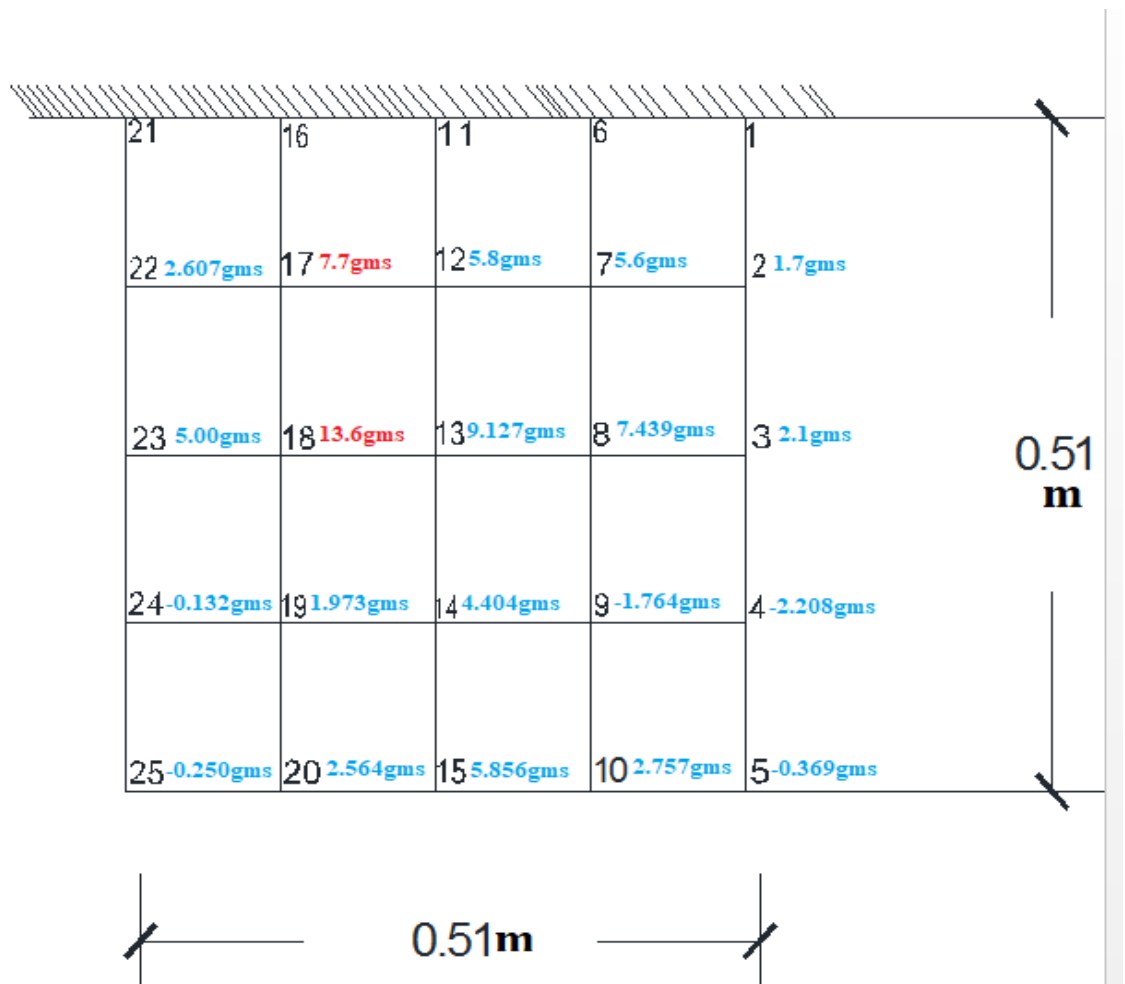 21 16 11 6 1
22 2.607gms 17 7.7gms 12 5.8gms 7 5.6gms 2 1.7gms
23 5.00gms 18 13.6gms 13 9.127gms 8 7.439gms 3 2.1gms
0.51
m
24 -0.132gms 19 1.973gms 14 4.404gms 9 -1.764gms 4 -2.208gms
25 -0.250gms 20 2.564gms 15 5.856gms 10 2.757gms 5 -0.369gms
0.51m